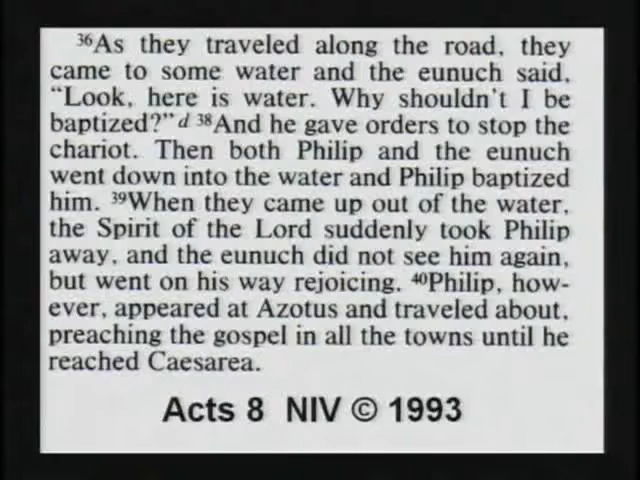 ³⁶As they traveled along the road, they
came to some water and the eunuch said,
“Look, here is water. Why shouldn’t I be
baptized?” d ³⁸And he gave orders to stop the
chariot. Then both Philip and the eunuch
went down into the water and Philip baptized
him. ³⁹When they came up out of the water,
the Spirit of the Lord suddenly took Philip
away, and the eunuch did not see him again,
but went on his way rejoicing. ⁴⁰Philip, how-
ever, appeared at Azotus and traveled about,
preaching the gospel in all the towns until he
reached Caesarea.
Acts 8 NIV © 1993